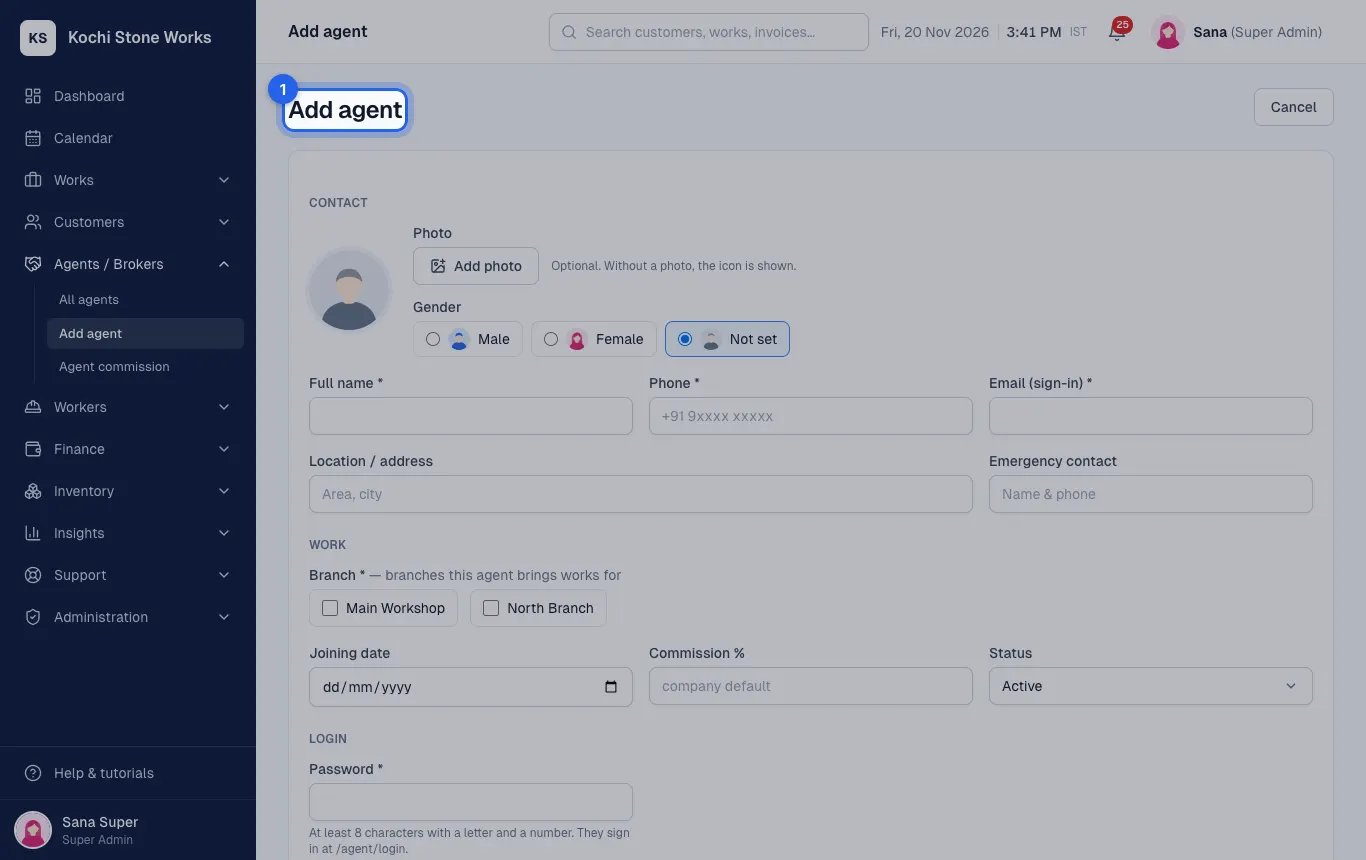 KS
Kochi Stone Works
Dashboard
Calendar
Works
Customers
Agents / Brokers
All agents
Add agent
Agent commission
Workers
Finance
Inventory
Insights
Support
Administration
Help & tutorials
Sana Super
Super Admin
Add agent
Search customers, works, invoices...
Fri, 20 Nov 2026
3:41 PM IST
25
Sana (Super Admin)
1
Add agent
Cancel
CONTACT
Photo
Add photo
Optional. Without a photo, the icon is shown.
Gender
Male
Female
Not set
Full name *
Phone *
Email (sign-in) *
+91 9xxxx xxxxx
Location / address
Emergency contact
Area, city
Name & phone
WORK
Branch * — branches this agent brings works for
Main Workshop
North Branch
Joining date
Commission %
Status
dd/mm/yyyy
company default
Active
LOGIN
Password *
At least 8 characters with a letter and a number. They sign
in at /agent/login.